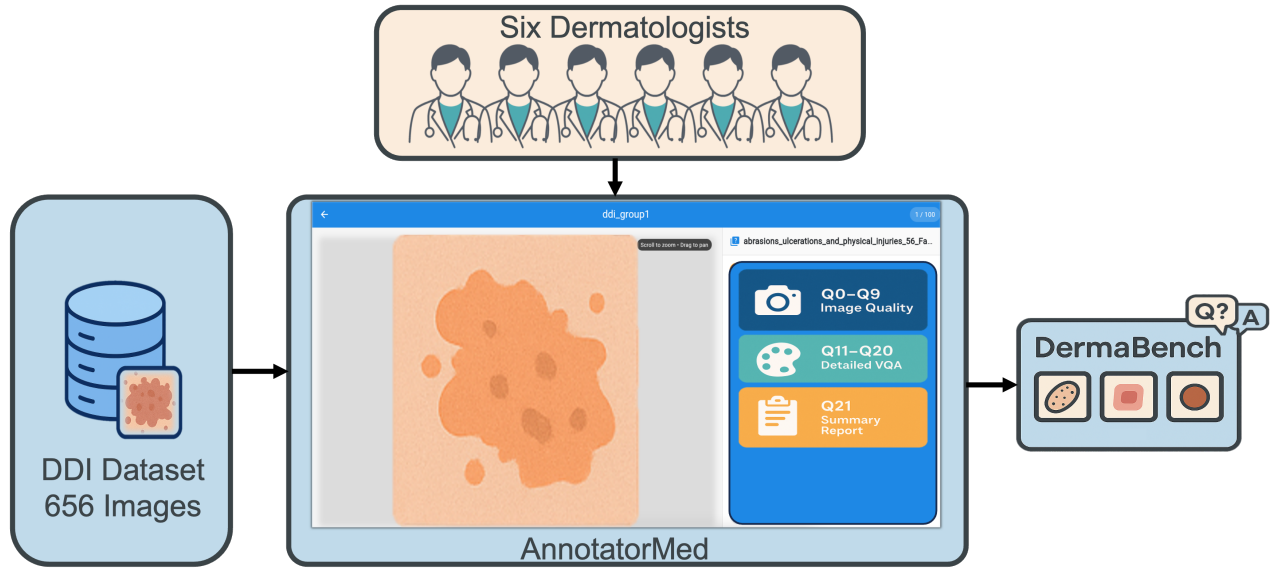 Six Dermatologists
DDI Dataset
656 Images
ddi_group1
1 / 100
Scroll to zoom • Drag to pan
abrasions_ulcerations_and_physical_injuries_56_Fa...
Q0–Q9
Image Quality
Q11–Q20
Detailed VQA
Q21
Summary
Report
AnnotatorMed
Q?
A
DermaBench